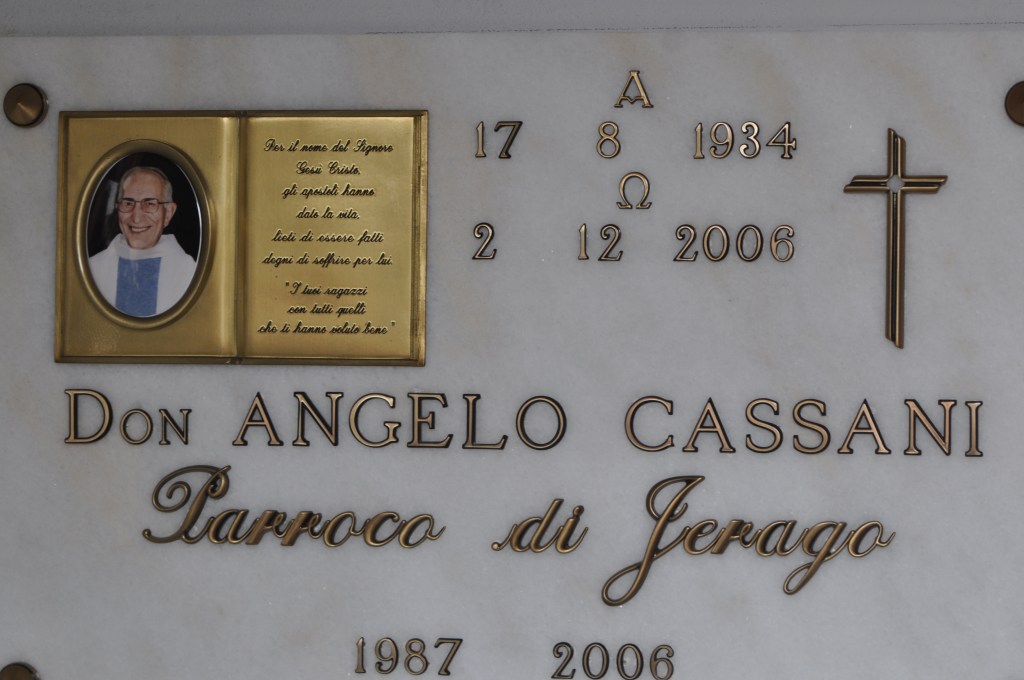 Per il nome del Signore
Gesù Cristo,
gli apostoli hanno
dato la vita,
lieti di essere fatti
degni di soffrire per lui.
"I tuoi ragazzi
con tutti quelli
che ti hanno voluto bene"
A
17 8 1934
Ω
2 12 2006
Don ANGELO CASSANI
Parroco di Jerago
1987 2006